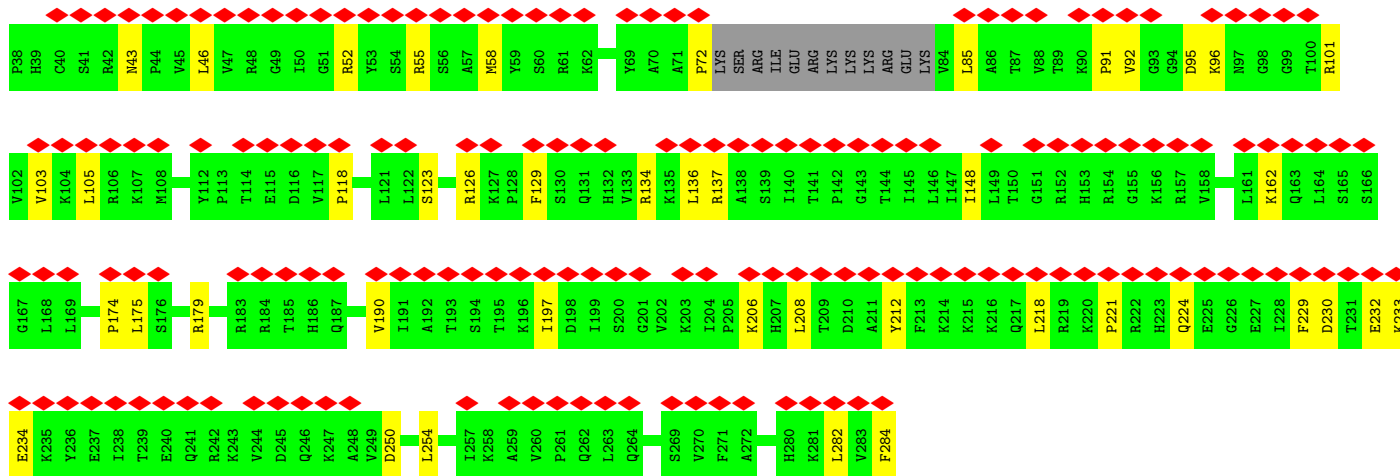 P38 H39 C40 S41 R42 N43 P44 V45 L46 V47 R48 G49 I50 G51 R52 Y53 S54 R55 S56 A57 M58 Y59 S60 R61 K62 Y69 A70 A71 P72 LYS SER ARG ILE GLU ARG LYS LYS LYS ARG GLU LYS V84 L85 A86 T87 V88 T89 K90 P91 V92 G93 G94 D95 K96 N97 G98 G99 T100 R101
V102 V103 K104 L105 R106 K107 M108 Y112 P113 T114 E115 D116 V117 P118 L121 L122 S123 R126 K127 P128 F129 S130 Q131 H132 V133 R134 K135 L136 R137 A138 S139 I140 T141 P142 G143 T144 I145 L146 I147 I148 L149 T150 G151 R152 H153 R154 G155 K156 R157 V158 L161 K162 Q163 L164 S165 S166
G167 L168 L169 P174 L175 S176 R179 R183 R184 T185 H186 Q187 V190 I191 A192 T193 S194 T195 K196 I197 D198 I199 S200 G201 V202 K203 I204 P205 K206 H207 L208 T209 D210 A211 Y212 F213 K214 K215 K216 Q217 L218 R219 K220 P221 R222 H223 Q224 E225 G226 E227 I228 F229 D230 T231 E232 K233
E234 K235 Y236 E237 I238 T239 E240 Q241 R242 K243 V244 D245 Q246 K247 A248 V249 D250 L254 I257 K258 A259 V260 P261 Q262 L263 Q264 S269 V270 F271 A272 H280 K281 L282 V283 F284